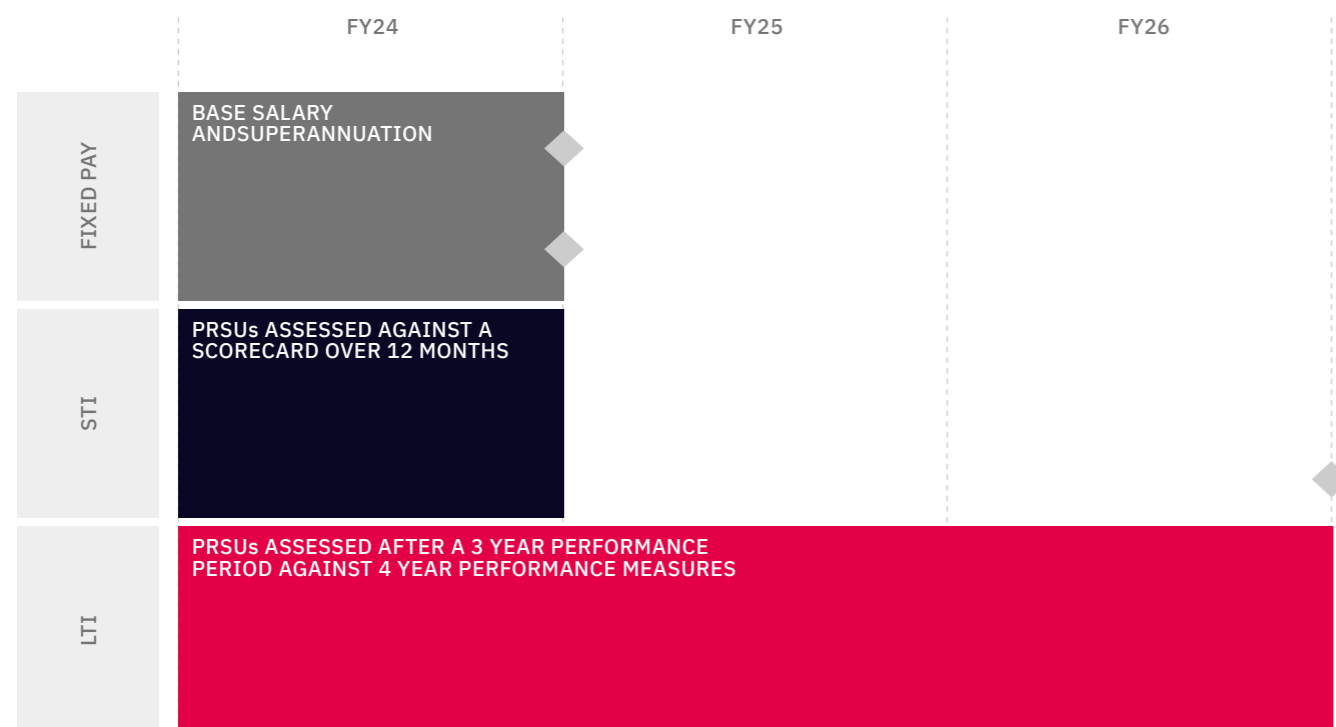 FY24
FY25
FY26
FIXED PAY
BASE SALARY
ANDSUPERANNUATION
STI
PRSUs ASSESSED AGAINST A
SCORECARD OVER 12 MONTHS
LTI
PRSUs ASSESSED AFTER A 3 YEAR PERFORMANCE
PERIOD AGAINST 4 YEAR PERFORMANCE MEASURES